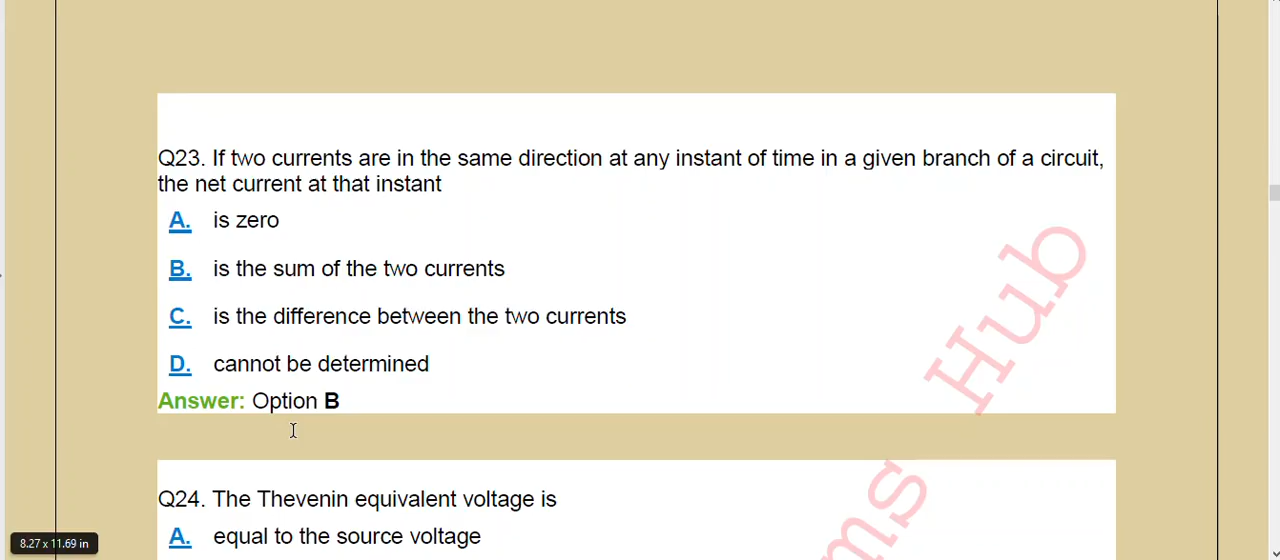 Q23. If two currents are in the same direction at any instant of time in a given branch of a circuit,
the net current at that instant
A. is zero
B. is the sum of the two currents
C. is the difference between the two currents
D. cannot be determined
Answer: Option B
Hub
ms
Q24. The Thevenin equivalent voltage is
A. equal to the source voltage
8.27 x 11.69 in